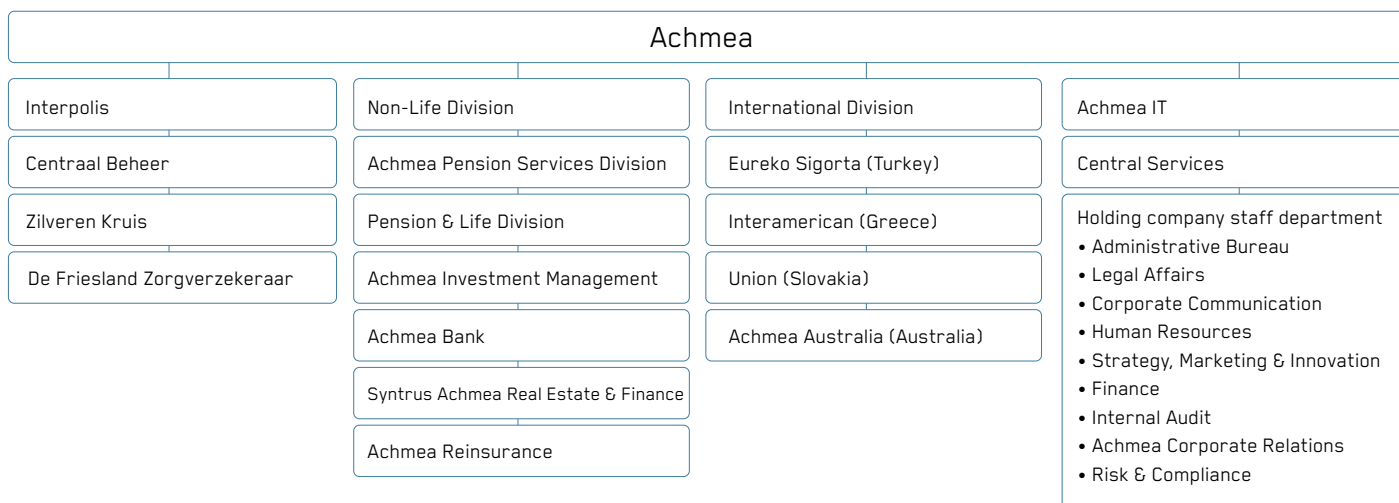 Achmea
Interpolis
Centraal Beheer
Zilveren Kruis
De Friesland Zorgverzekeraar
Non-Life Division
Achmea Pension Services Division
Pension & Life Division
Achmea Investment Management
Achmea Bank
Syntrus Achmea Real Estate & Finance
Achmea Reinsurance
International Division
Eureko Sigorta (Turkey)
Interamerican (Greece)
Union (Slovakia)
Achmea Australia (Australia)
Achmea IT
Central Services
Holding company staff department
• Administrative Bureau
• Legal Affairs
• Corporate Communication
• Human Resources
• Strategy, Marketing & Innovation
• Finance
• Internal Audit
• Achmea Corporate Relations
• Risk & Compliance